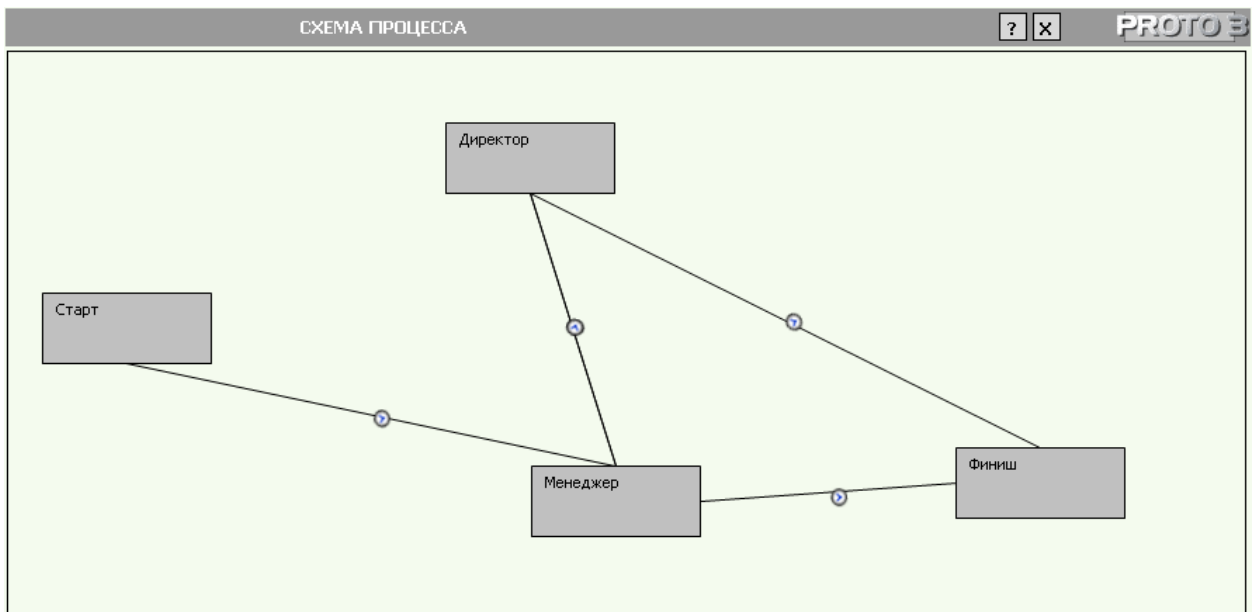 СХЕМА ПРОЦЕССА
? X
PROTO 3
Директор
Старт
Менеджер
Финиш